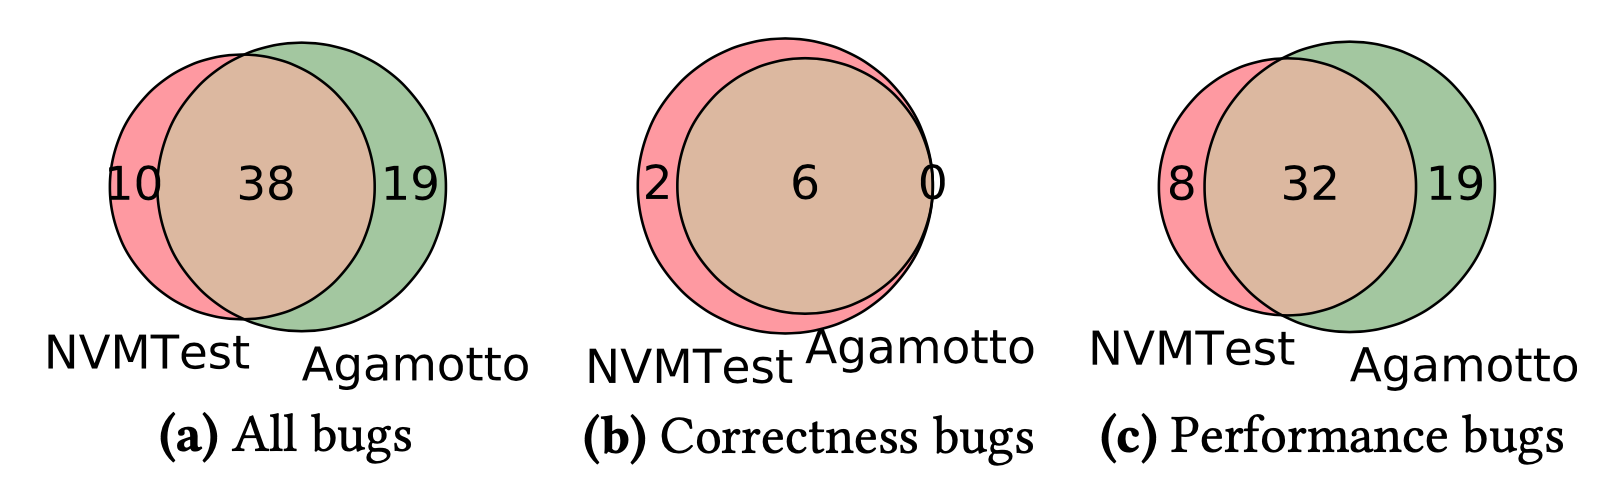 10 38 19
NVMTest Agamotto
(a) All bugs
2 6 0
NVMTest Agamotto
(b) Correctness bugs
8 32 19
NVMTest Agamotto
(c) Performance bugs